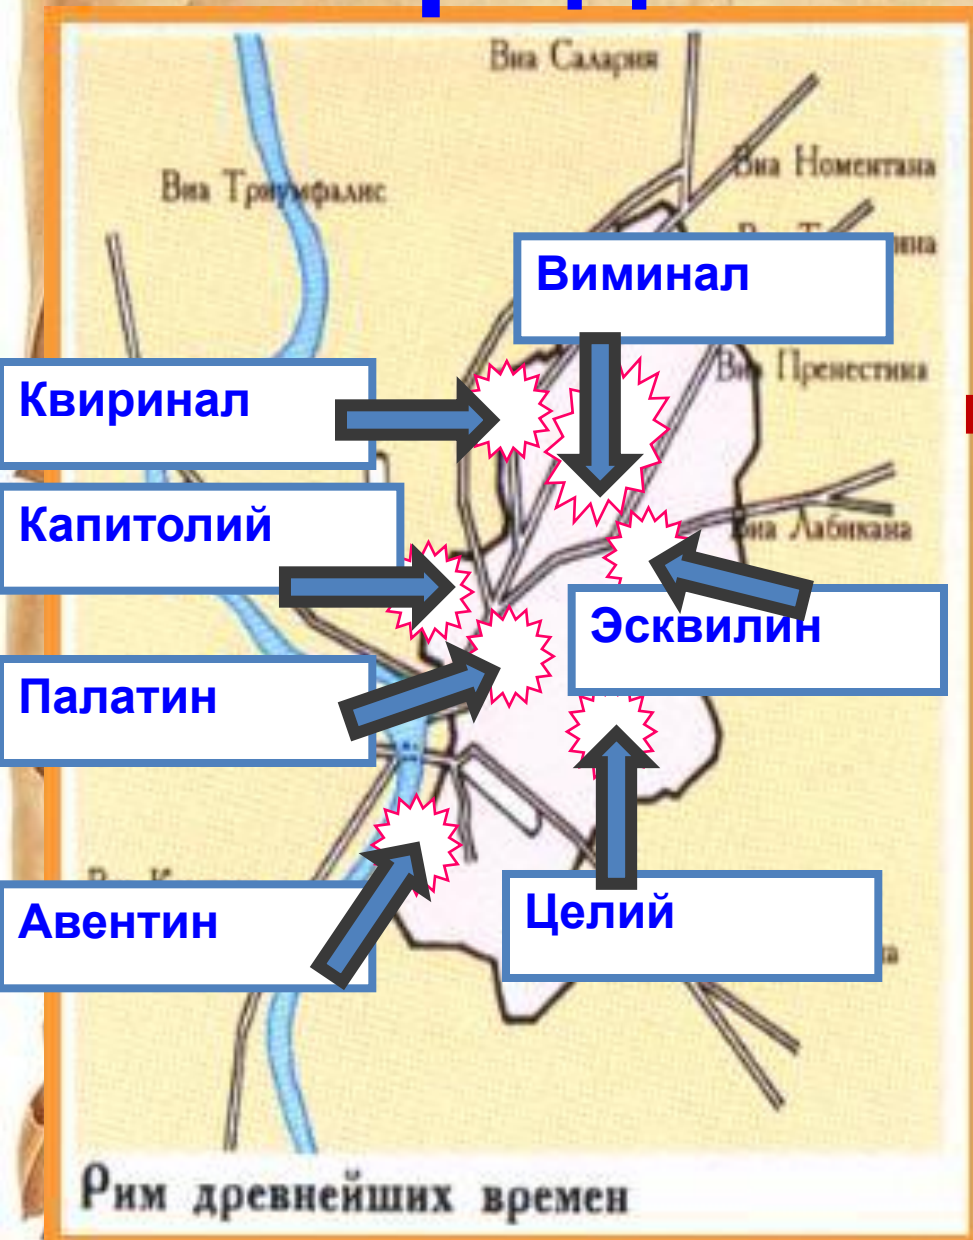 Виа Салария
Виа Номентана
Виа Триумфалис
Виминал
Виа Пренестина
Квиринал
Капитолий
Виа Лабикана
Эсквилин
Палатин
Целий
Авентин
Рим древнейших времен